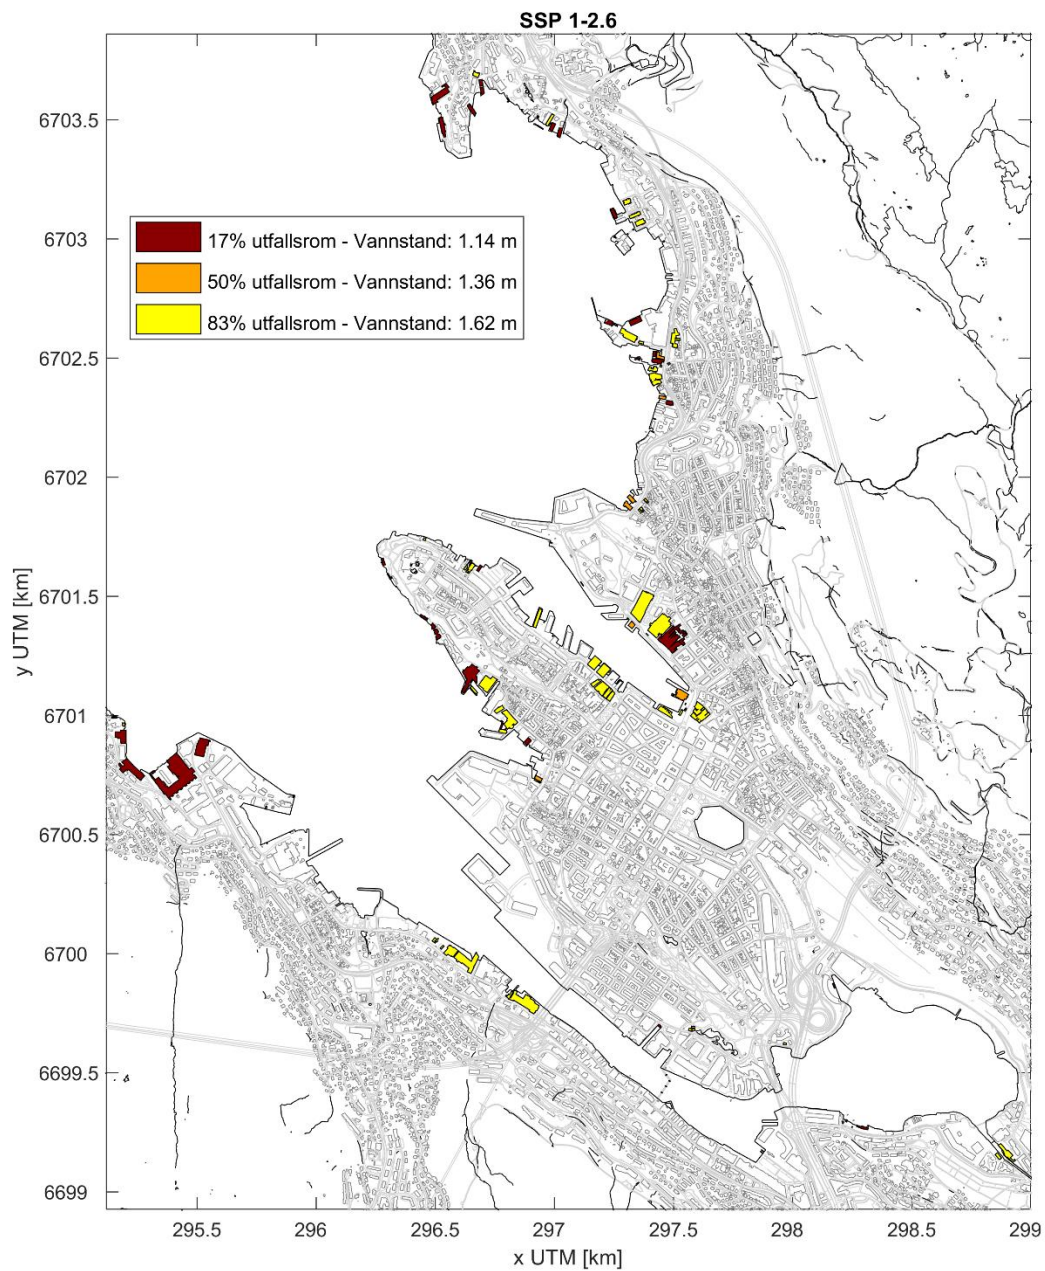 SSP 1-2.6
17% utfallsrom - Vannstand: 1.14 m
50% utfallsrom - Vannstand: 1.36 m
83% utfallsrom - Vannstand: 1.62 m
y UTM [km]
6703.5
6703
6702.5
6702
6701.5
6701
6700.5
6700
6699.5
6699
295.5 296 296.5 297 297.5 298 298.5 299
x UTM [km]